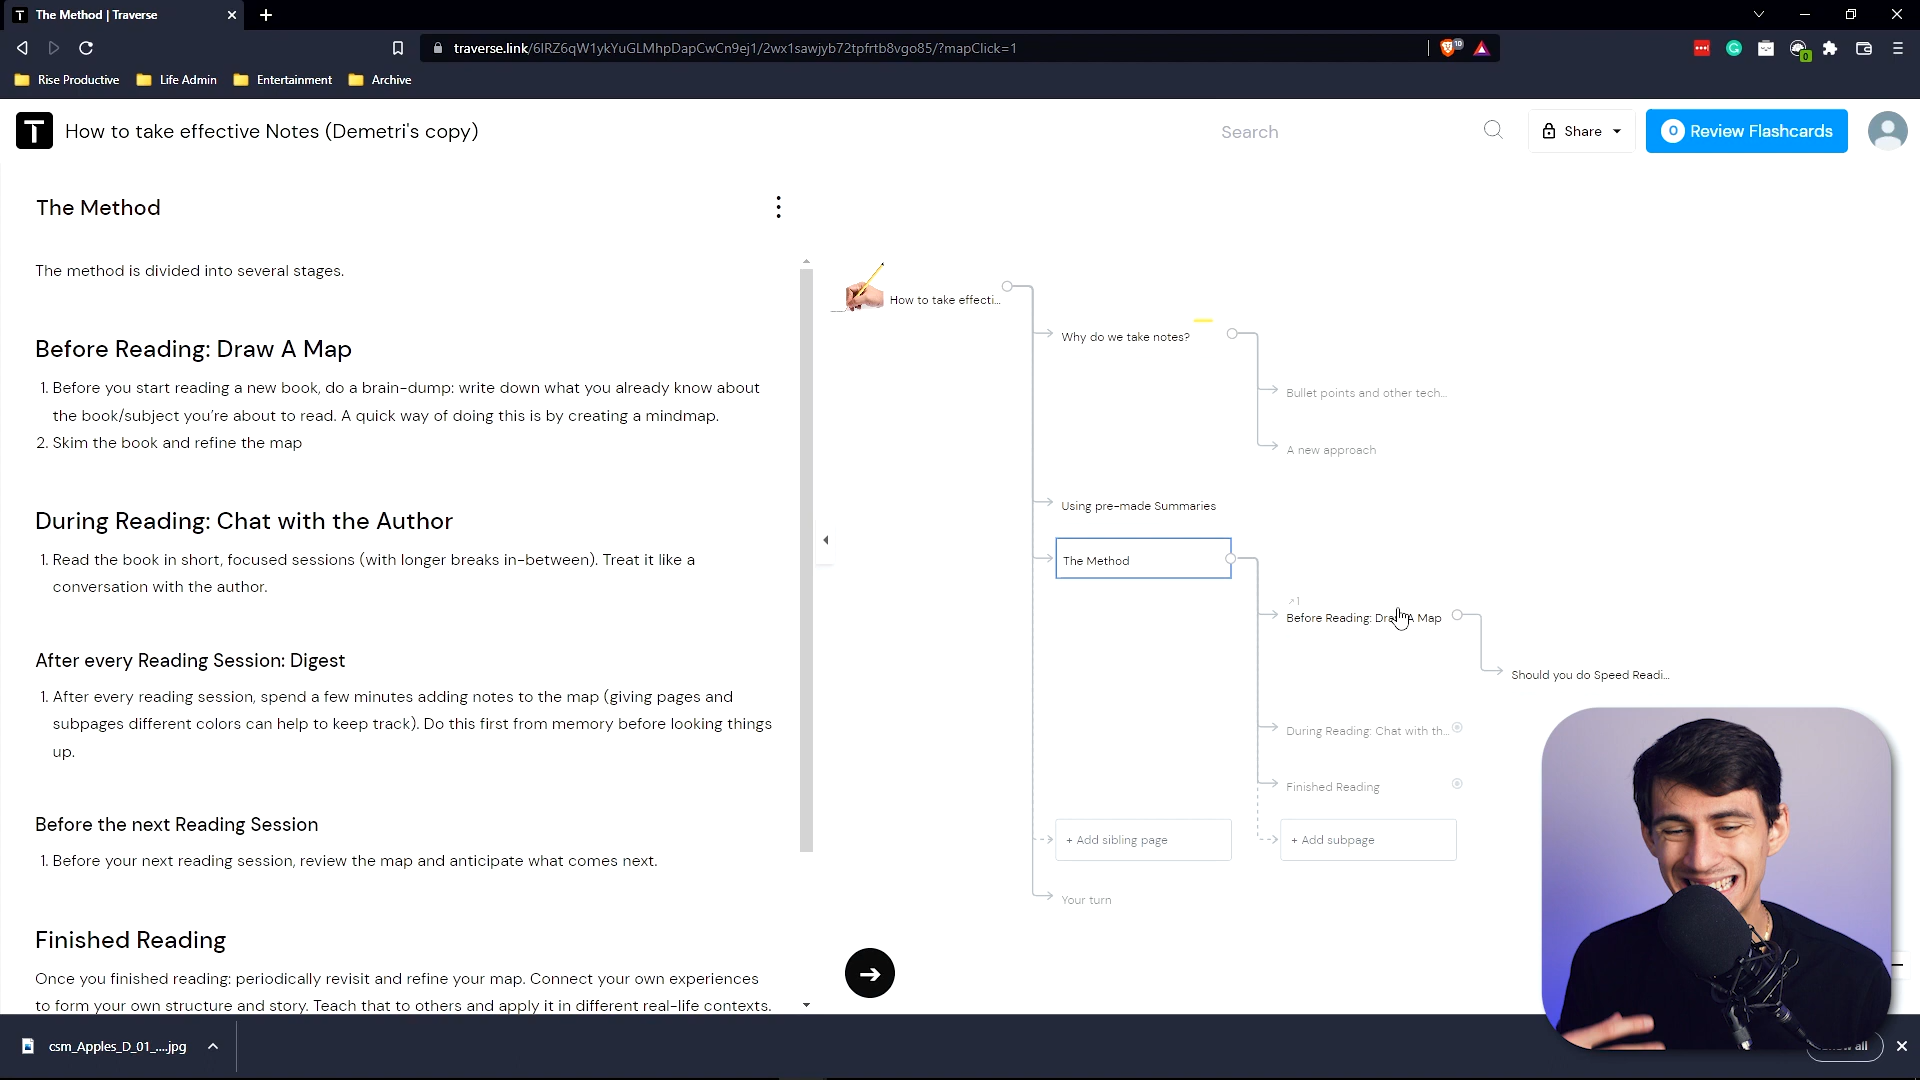 T The Method | Traverse
traverse.link/6IRZ6qW1ykYuGLMhpDapCwCn9ej1/2wx1sawjyb72tpfrtb8vgo85/?mapClick=1
Rise Productive Life Admin Entertainment Archive
T How to take effective Notes (Demetri's copy)
Search
Share
0 Review Flashcards
The Method
The method is divided into several stages.
Before Reading: Draw A Map
1. Before you start reading a new book, do a brain-dump: write down what you already know about
the book/subject you're about to read. A quick way of doing this is by creating a mindmap.
2. Skim the book and refine the map
During Reading: Chat with the Author
1. Read the book in short, focused sessions (with longer breaks in-between). Treat it like a
conversation with the author.
After every Reading Session: Digest
1. After every reading session, spend a few minutes adding notes to the map (giving pages and
subpages different colors can help to keep track). Do this first from memory before looking things
up.
Before the next Reading Session
1. Before your next reading session, review the map and anticipate what comes next.
Finished Reading
Once you finished reading: periodically revisit and refine your map. Connect your own experiences
to form your own structure and story. Teach that to others and apply it in different real-life contexts.
How to take effecti...
Why do we take notes?
Bullet points and other tech...
A new approach
Using pre-made Summaries
The Method
1
Before Reading: Draw A Map
Should you do Speed Readi...
During Reading: Chat with th...
Finished Reading
+ Add sibling page
+ Add subpage
Your turn
csm_Apples_D_01_....jpg
all